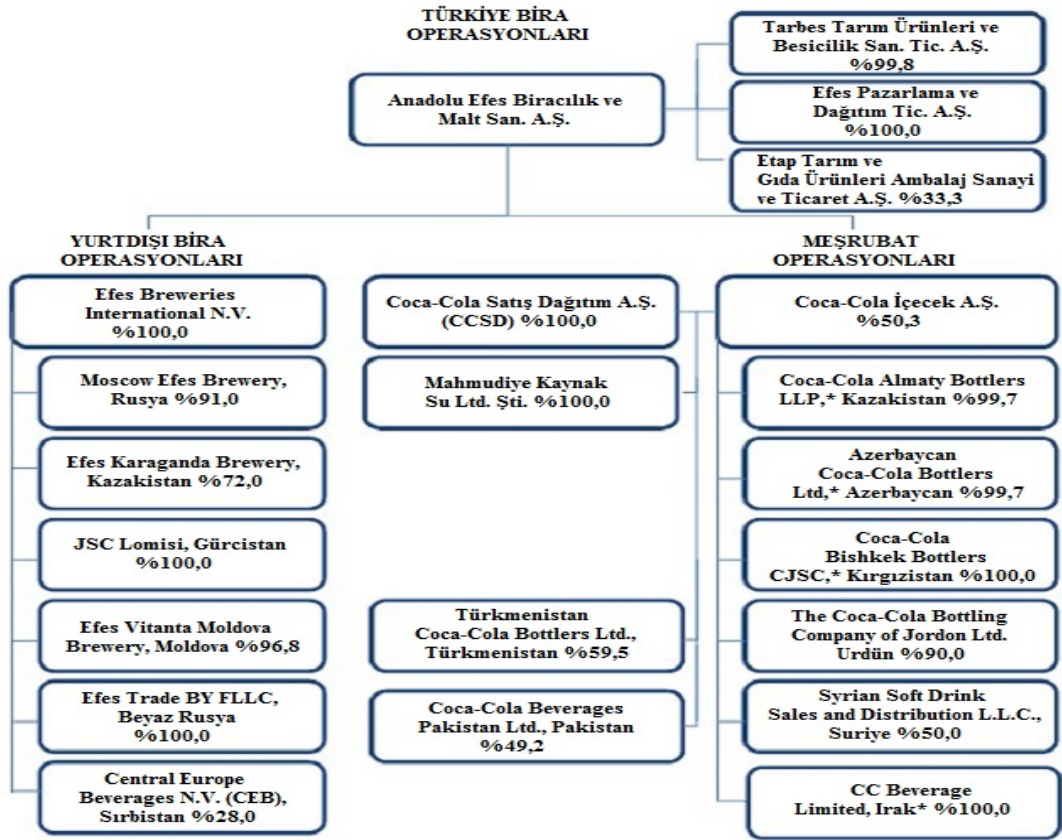 TÜRKİYE BİRA
OPERASYONLARI
Anadolu Efes Biracılık ve
Malt San. A.Ş.
Tarbes Tarım Ürünleri ve
Besicilik San. Tic. A.Ş.
%99,8
Efes Pazarlama ve
Dağıtım Tic. A.Ş.
%100,0
Etap Tarım ve
Gıda Ürünleri Ambalaj Sanayi
ve Ticaret A.Ş. %33,3
YURTDIŞI BİRA
OPERASYONLARI
Efes Breweries
International N.V.
%100,0
Moscow Efes Brewery,
Rusya %91,0
Efes Karaganda Brewery,
Kazakistan %72,0
JSC Lomisi, Gürcistan
%100,0
Efes Vitanta Moldova
Brewery, Moldova %96,8
Efes Trade BY FLLC,
Beyaz Rusya
%100,0
Central Europe
Beverages N.V. (CEB),
Sırbistan %28,0
Coca-Cola Satış Dağıtım A.Ş.
(CCSD) %100,0
Mahmudiye Kaynak
Su Ltd. Şti. %100,0
Türkmenistan
Coca-Cola Bottlers Ltd.,
Türkmenistan %59,5
Coca-Cola Beverages
Pakistan Ltd., Pakistan
%49,2
MEŞRUBAT
OPERASYONLARI
Coca-Cola İçecek A.Ş.
%50,3
Coca-Cola Almaty Bottlers
LLP,* Kazakistan %99,7
Azerbaycan
Coca-Cola Bottlers
Ltd,* Azerbaycan %99,7
Coca-Cola
Bishkek Bottlers
CJSC,* Kırgızistan %100,0
The Coca-Cola Bottling
Company of Jordon Ltd.
Urdün %90,0
Syrian Soft Drink
Sales and Distribution L.L.C.,
Suriye %50,0
CC Beverage
Limited, Irak* %100,0